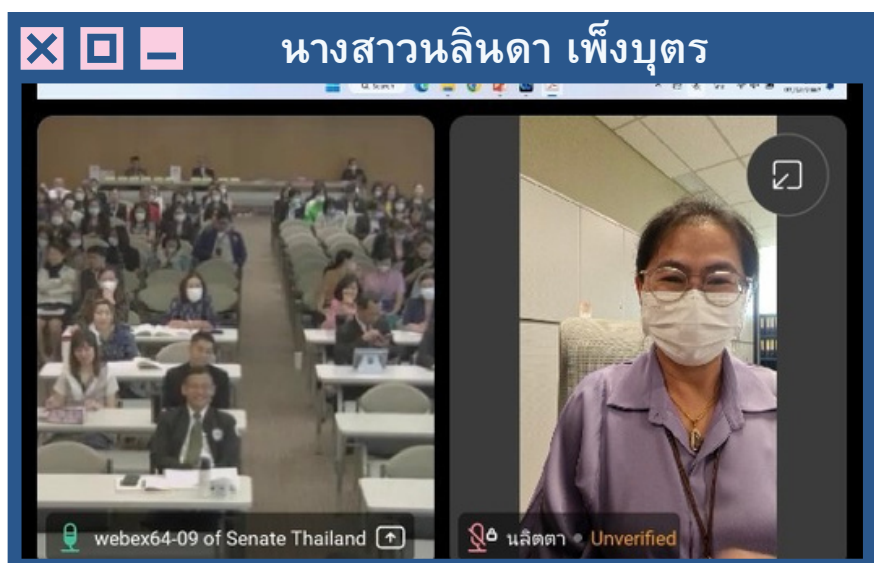 นางสาวนลินดา เพ็งบุตร
Search
webex64-09 of Senate Thailand
นลิตตา • Unverified